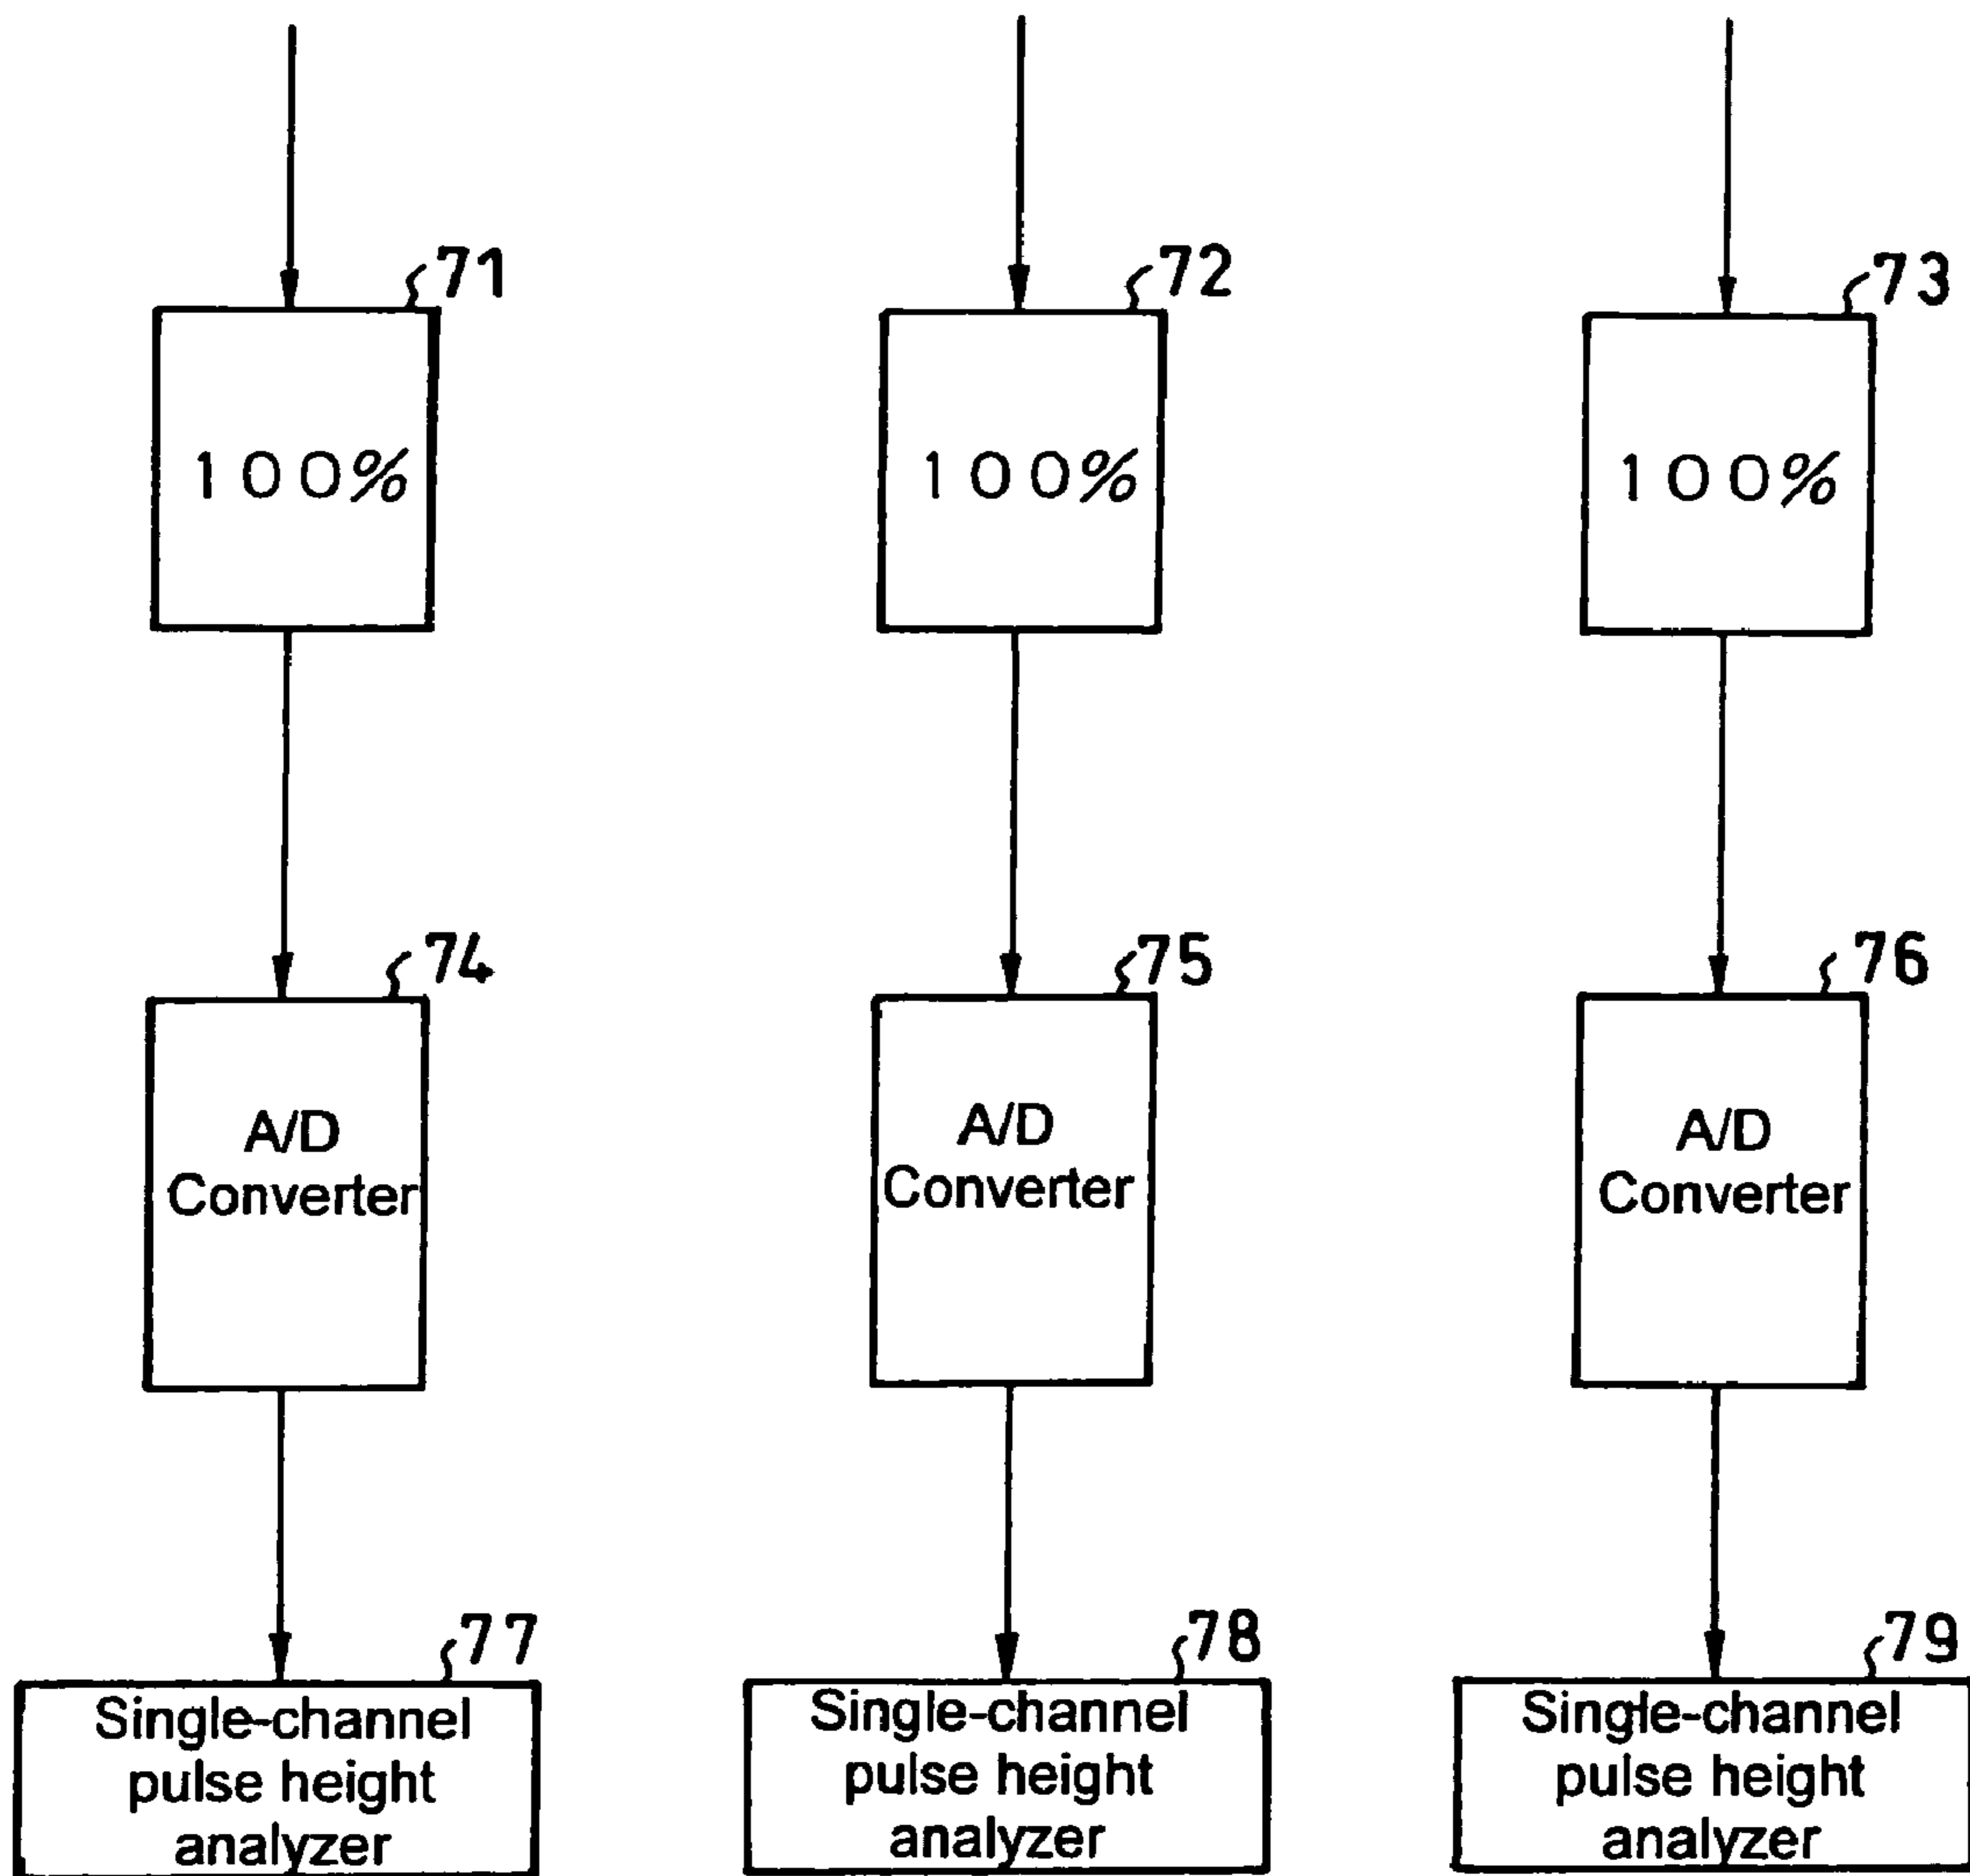 71
72
73
100%
100%
100%
74
75
76
A/D
Converter
A/D
Converter
A/D
Converter
77
78
79
Single-channel
pulse height
analyzer
Single-channel
pulse height
analyzer
Single-channel
pulse height
analyzer